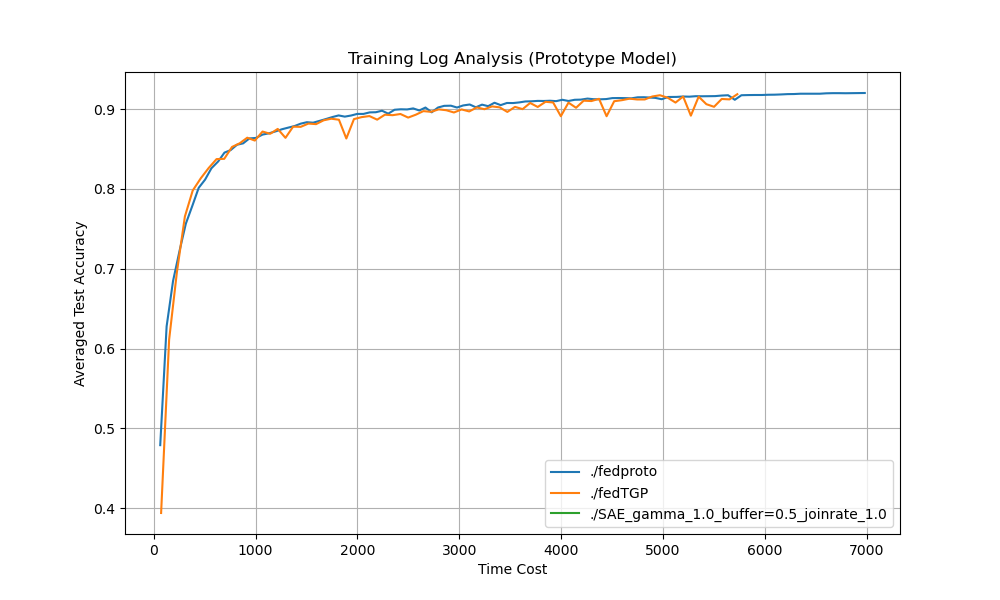 Training Log Analysis (Prototype Model)
Averaged Test Accuracy
0.9
0.8
0.7
0.6
0.5
0.4
./fedproto
./fedTGP
./SAE_gamma_1.0_buffer=0.5_joinrate_1.0
0 1000 2000 3000 4000 5000 6000 7000
Time Cost